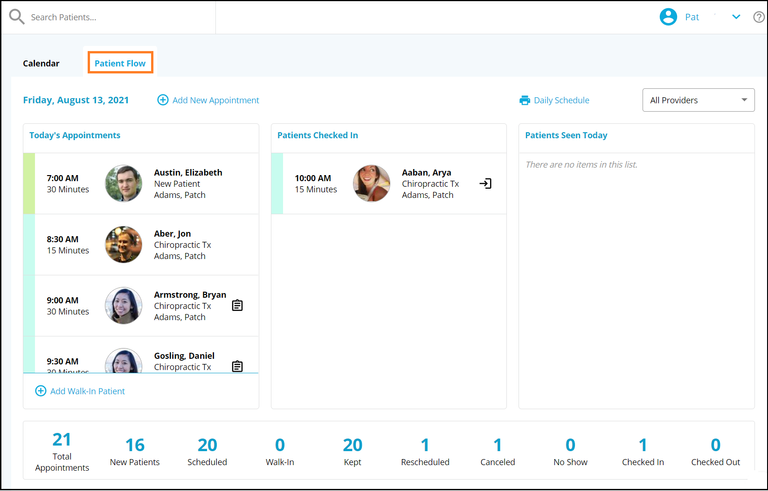 Search Patients...
Pat
Calendar
Patient Flow
Friday, August 13, 2021
Add New Appointment
Daily Schedule
All Providers
Today's Appointments
7:00 AM
30 Minutes
Austin, Elizabeth
New Patient
Adams, Patch
8:30 AM
15 Minutes
Aber, Jon
Chiropractic Tx
Adams, Patch
9:00 AM
30 Minutes
Armstrong, Bryan
Chiropractic Tx
Adams, Patch
9:30 AM
30 Minutes
Gosling, Daniel
Chiropractic Tx
Add Walk-In Patient
Patients Checked In
10:00 AM
15 Minutes
Aaban, Arya
Chiropractic Tx
Adams, Patch
Patients Seen Today
There are no items in this list.
21
Total
Appointments
16
New Patients
20
Scheduled
0
Walk-In
20
Kept
1
Rescheduled
1
Canceled
0
No Show
1
Checked In
0
Checked Out